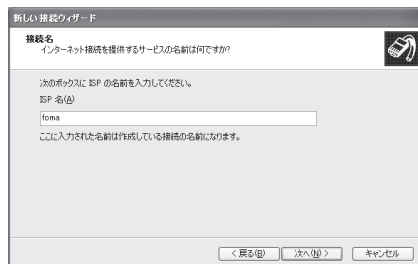 新しい接続ウィザード
接続名
インターネット接続を提供するサービスの名前は何ですか?
次のボックスに ISP の名前を入力してください。
ISP 名(A)
foma
ここに入力された名前は作成している接続の名前になります。
< 戻る(B) 次へ(N) > キャンセル